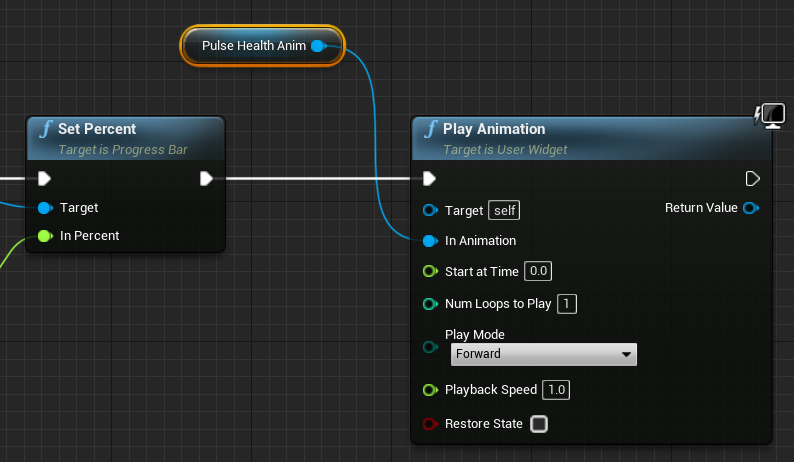 Pulse Health Anim
f Set Percent
Target is Progress Bar
Target
In Percent
f Play Animation
Target is User Widget
Target self
Return Value
In Animation
Start at Time 0.0
Num Loops to Play 1
Play Mode
Forward
Playback Speed 1.0
Restore State